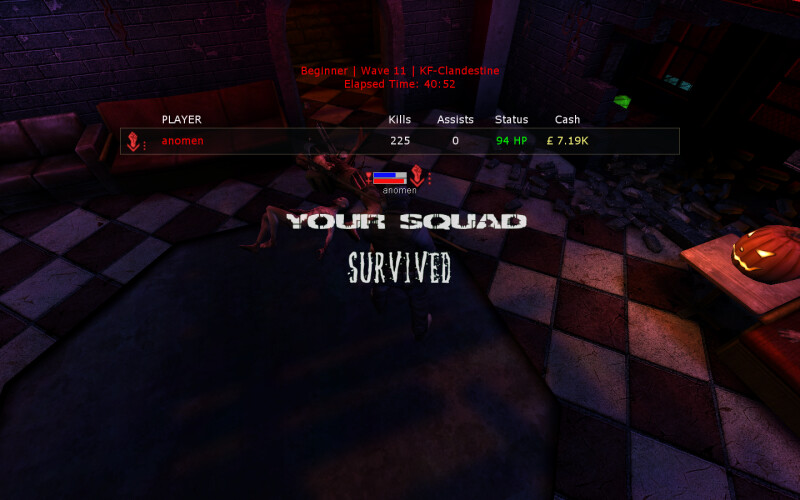 Beginner | Wave 11 | KF-Clandestine
Elapsed Time: 40:52
PLAYER Kills Assists Status Cash
anomen 225 0 94 HP £ 7.19K
anomen
YOUR SQUAD
SURVIVED